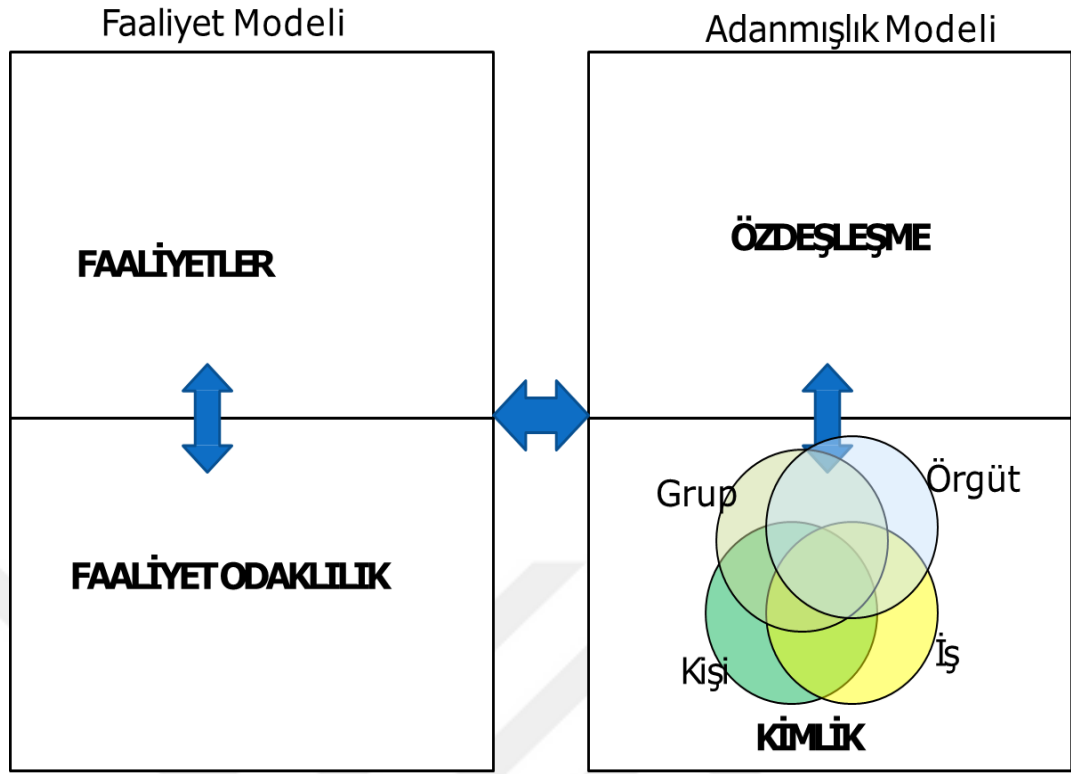 Faaliyet Modeli
Adanmışlık Modeli
FAALİYETLER
ÖZDEŞLEŞME
FAALİYET ODAKLILIK
Grup
Örgüt
Kişi
İş
KİMLİK